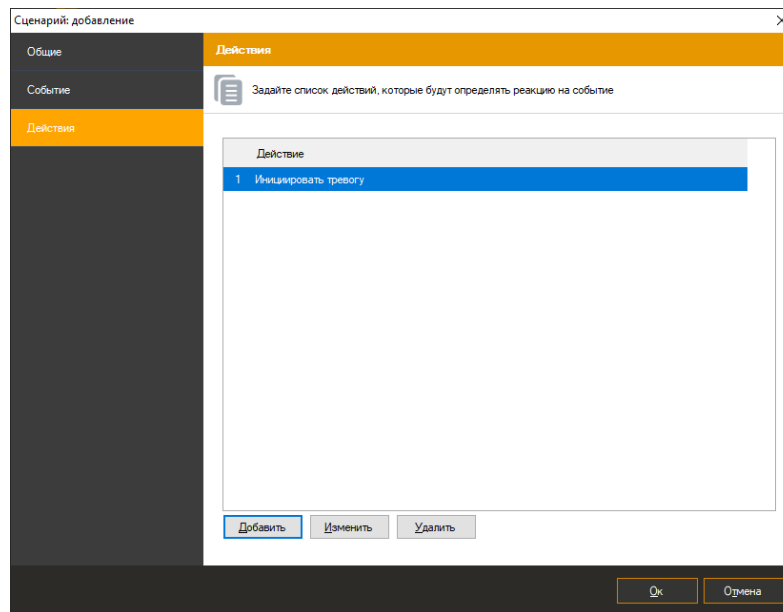 Сценарий: добавление
Общие
Событие
Действия
Действия
Задайте список действий, которые будут определять реакцию на событие
Действие
1 Инициировать тревогу
Добавить Изменить Удалить
Ок Отмена